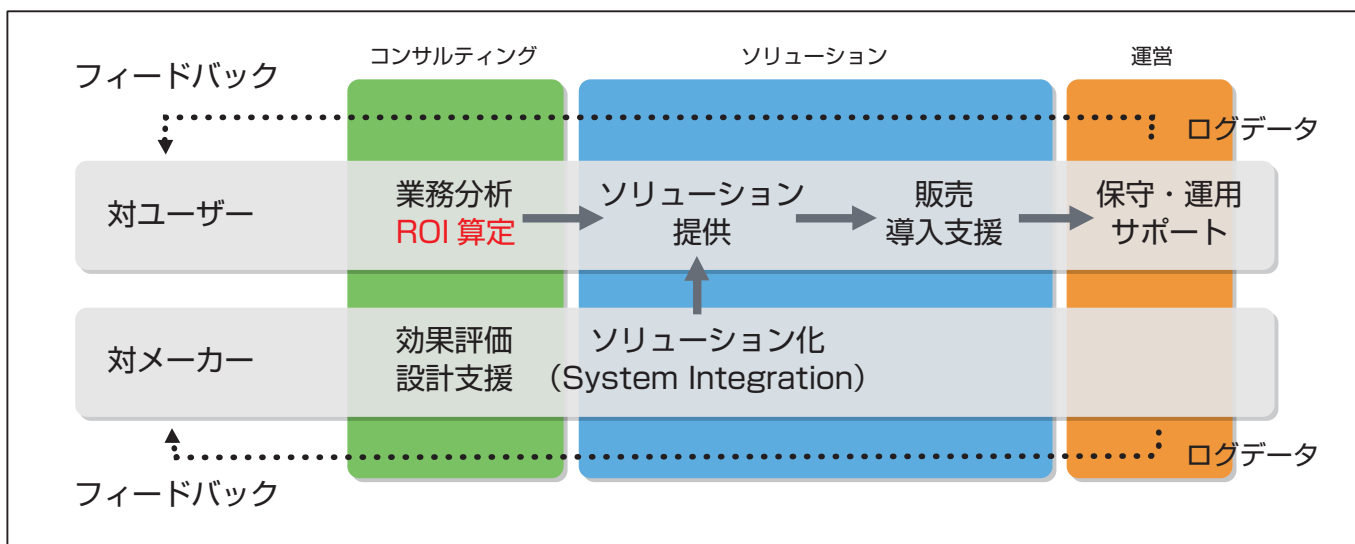 コンサルティング
ソリューション
運営
フィードバック
ログデータ
対ユーザー
業務分析
ROI 算定
ソリューション
提供
販売
導入支援
保守・運用
サポート
対メーカー
効果評価
設計支援
ソリューション化
（System Integration）
ログデータ
フィードバック